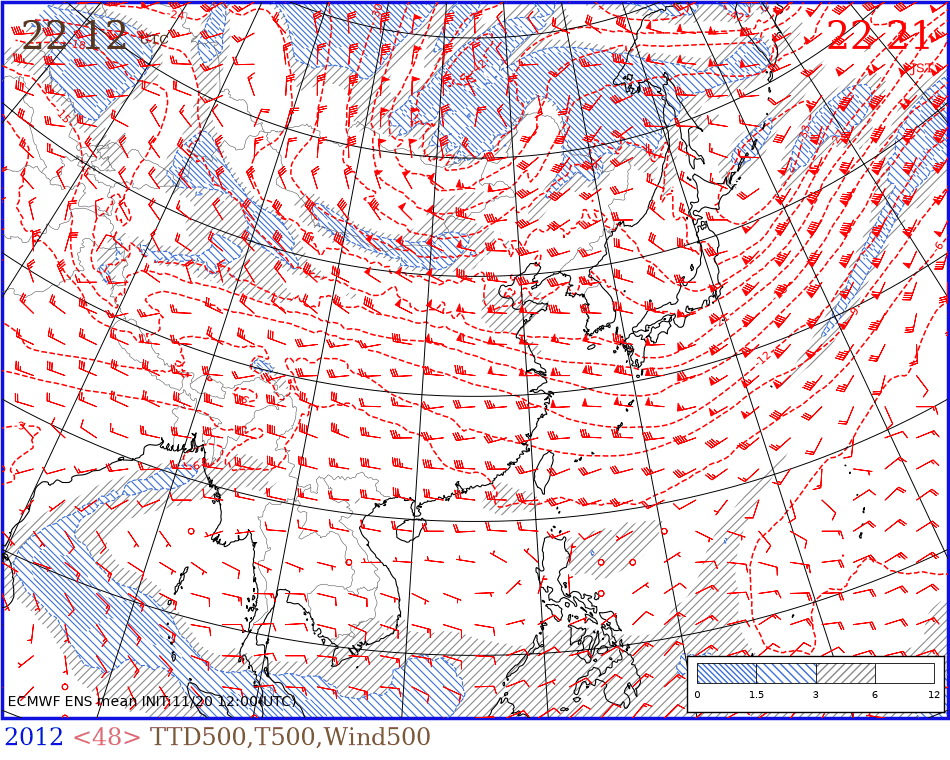 22 12 UTC
22 21 JST
ECMWF ENS mean INIT:11/20 12:00(UTC)
0 1.5 3 6 12
2012 <48> TTD500,T500,Wind500